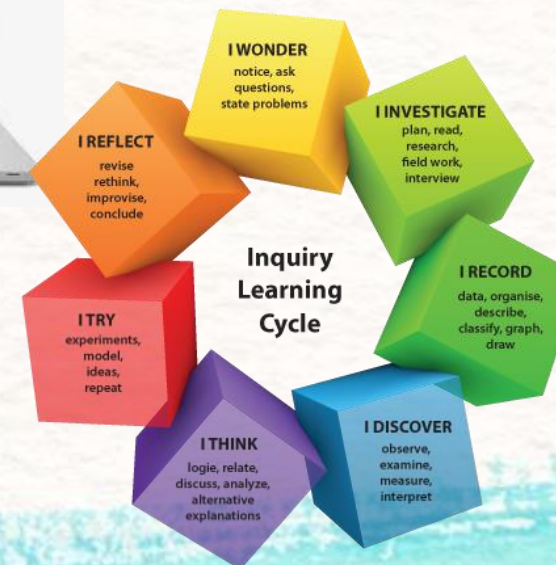 I WONDER
notice, ask
questions,
state problems
I INVESTIGATE
plan, read,
research,
field work,
interview
I RECORD
data, organise,
describe,
classify, graph,
draw
I DISCOVER
observe,
examine,
measure,
interpret
I THINK
logie, relate,
discuss, analyze,
alternative
explanations
I TRY
experiments,
model,
ideas,
repeat
I REFLECT
revise
rethink,
improvise,
conclude
Inquiry
Learning
Cycle